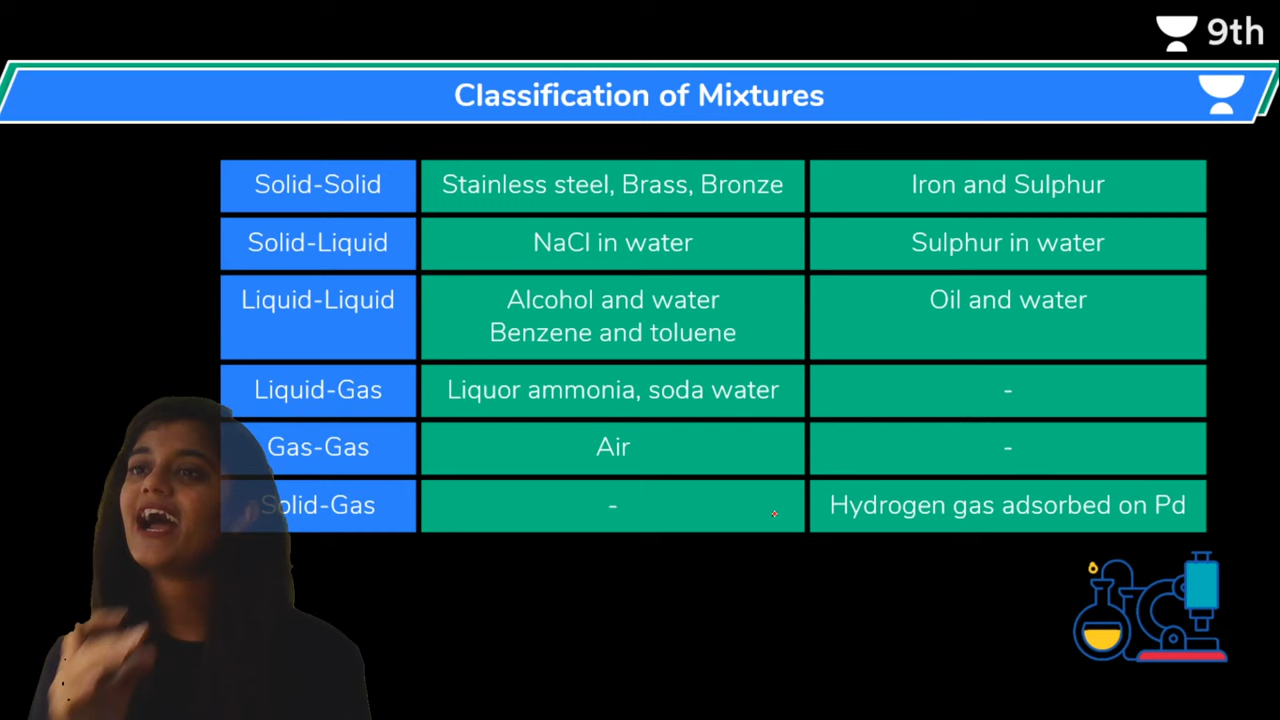 9th
Classification of Mixtures
Solid-Solid Stainless steel, Brass, Bronze Iron and Sulphur
Solid-Liquid NaCl in water Sulphur in water
Liquid-Liquid Alcohol and water Oil and water
Benzene and toluene
Liquid-Gas Liquor ammonia, soda water -
Gas-Gas Air -
Solid-Gas - Hydrogen gas adsorbed on Pd